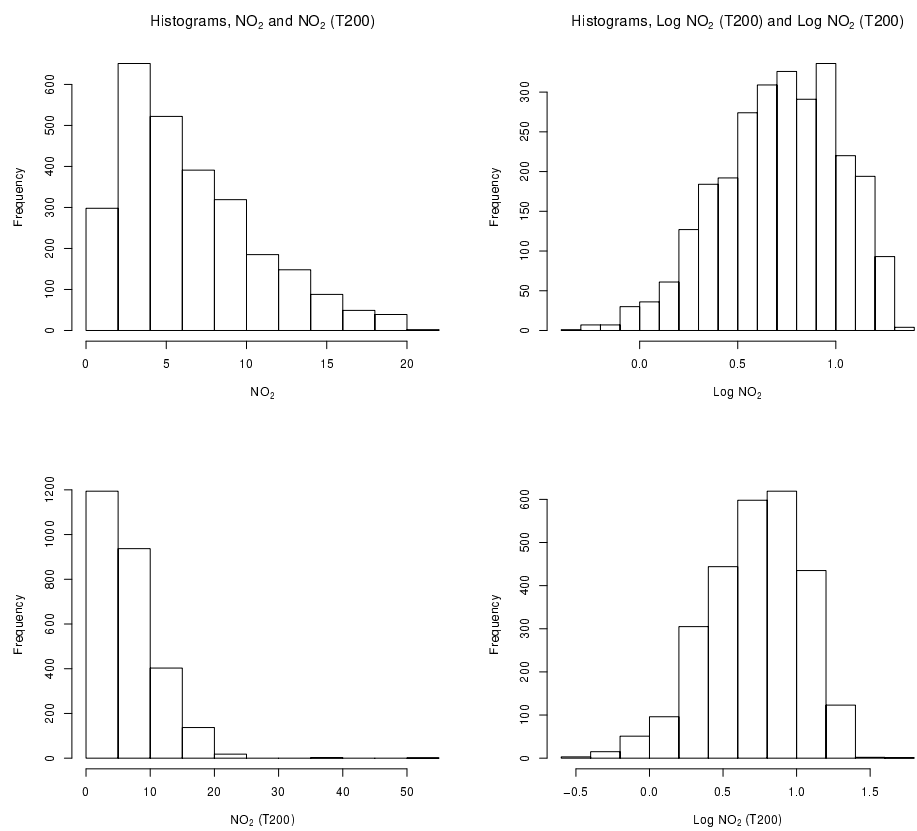 Histograms, NO₂ and NO₂ (T200)
Frequency
0 100 200 300 400 500 600
0 5 10 15 20
NO₂
Histograms, Log NO₂ (T200) and Log NO₂ (T200)
Frequency
0 50 100 150 200 250 300
0.0 0.5 1.0
Log NO₂
Frequency
0 200 400 600 800 1000 1200
0 10 20 30 40 50
NO₂ (T200)
Frequency
0 100 200 300 400 500 600
−0.5 0.0 0.5 1.0 1.5
Log NO₂ (T200)